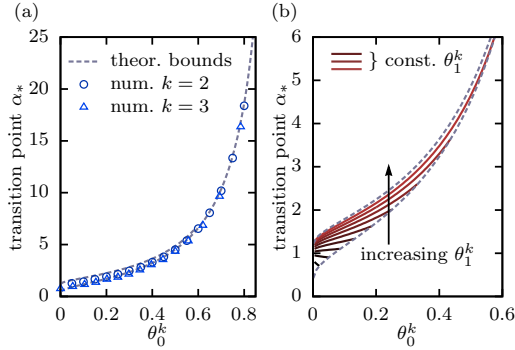 (a)
transition point α*
25
20
15
10
5
0
theor. bounds
num. k = 2
num. k = 3
0 0.2 0.4 0.6 0.8
θ₀ᵏ
(b)
transition point α*
6
5
4
3
2
1
0
} const. θ₁ᵏ
increasing θ₁ᵏ
0 0.2 0.4 0.6
θ₀ᵏ